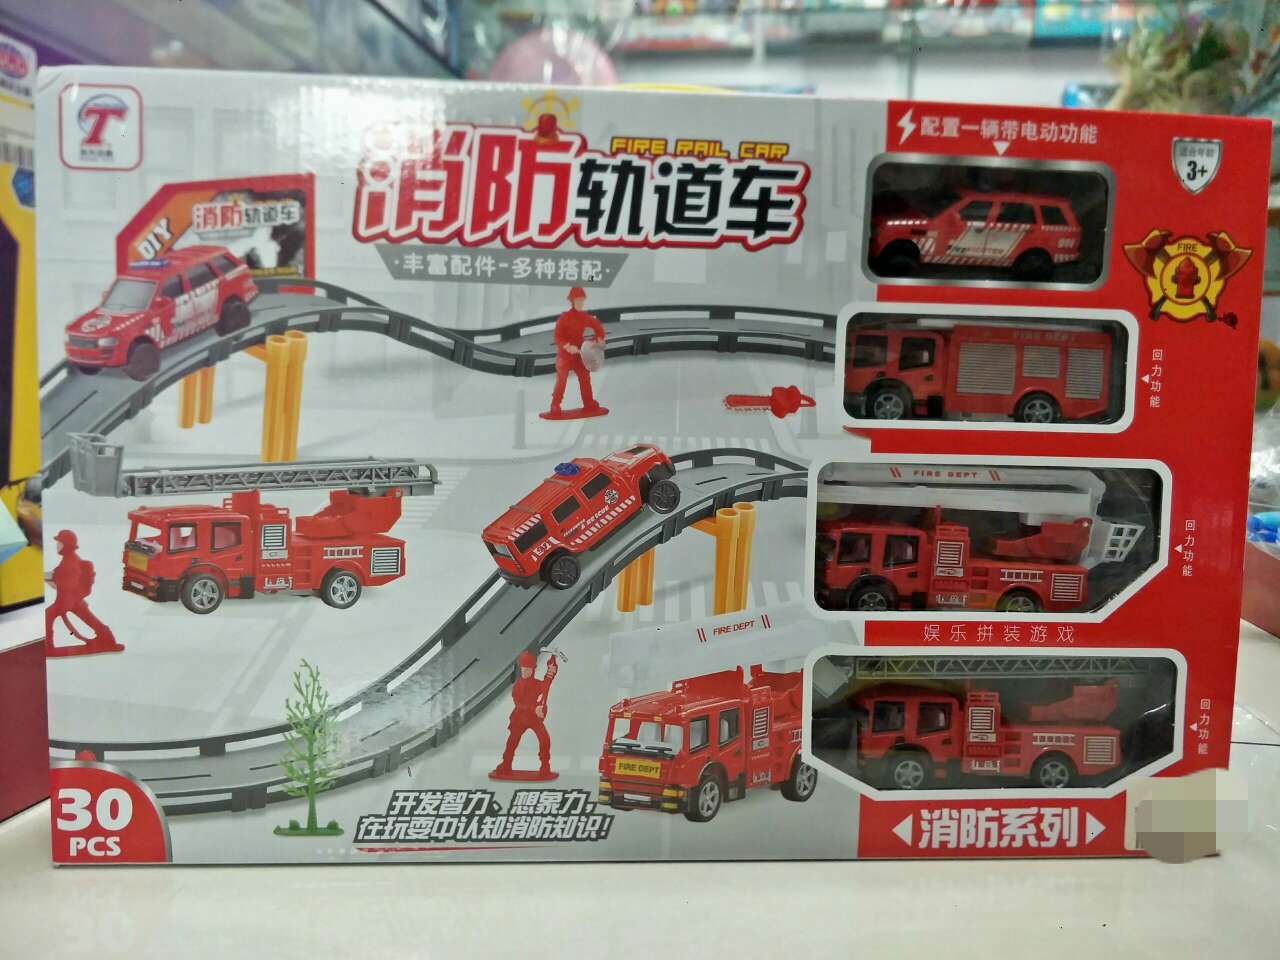 T
消防轨道车
FIRE RAIL CAR
·丰富配件-多种搭配·
DIY
消防轨道车
配置一辆带电动功能
适合年龄
3+
FIRE
回力功能
FIRE DEPT
FIRE DEPT
回力功能
娱乐拼装游戏
回力功能
E-42
FIRE DEPT
FIRE DEPT
30
PCS
开发智力、想象力，
在玩耍中认知消防知识！
消防系列